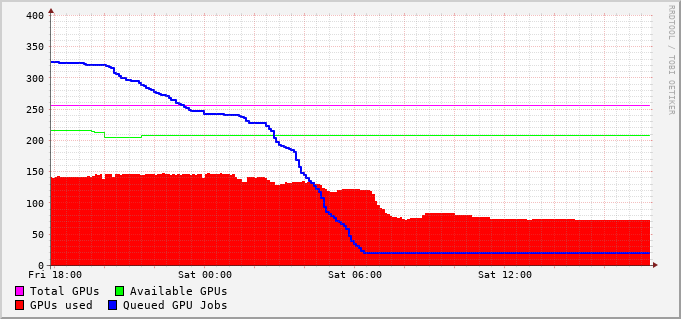 400
350
300
250
200
150
100
50
0
Fri 18:00 Sat 00:00 Sat 06:00 Sat 12:00
Total GPUs Available GPUs
GPUs used Queued GPU Jobs
RRDTOOL / TOBI OETIKER